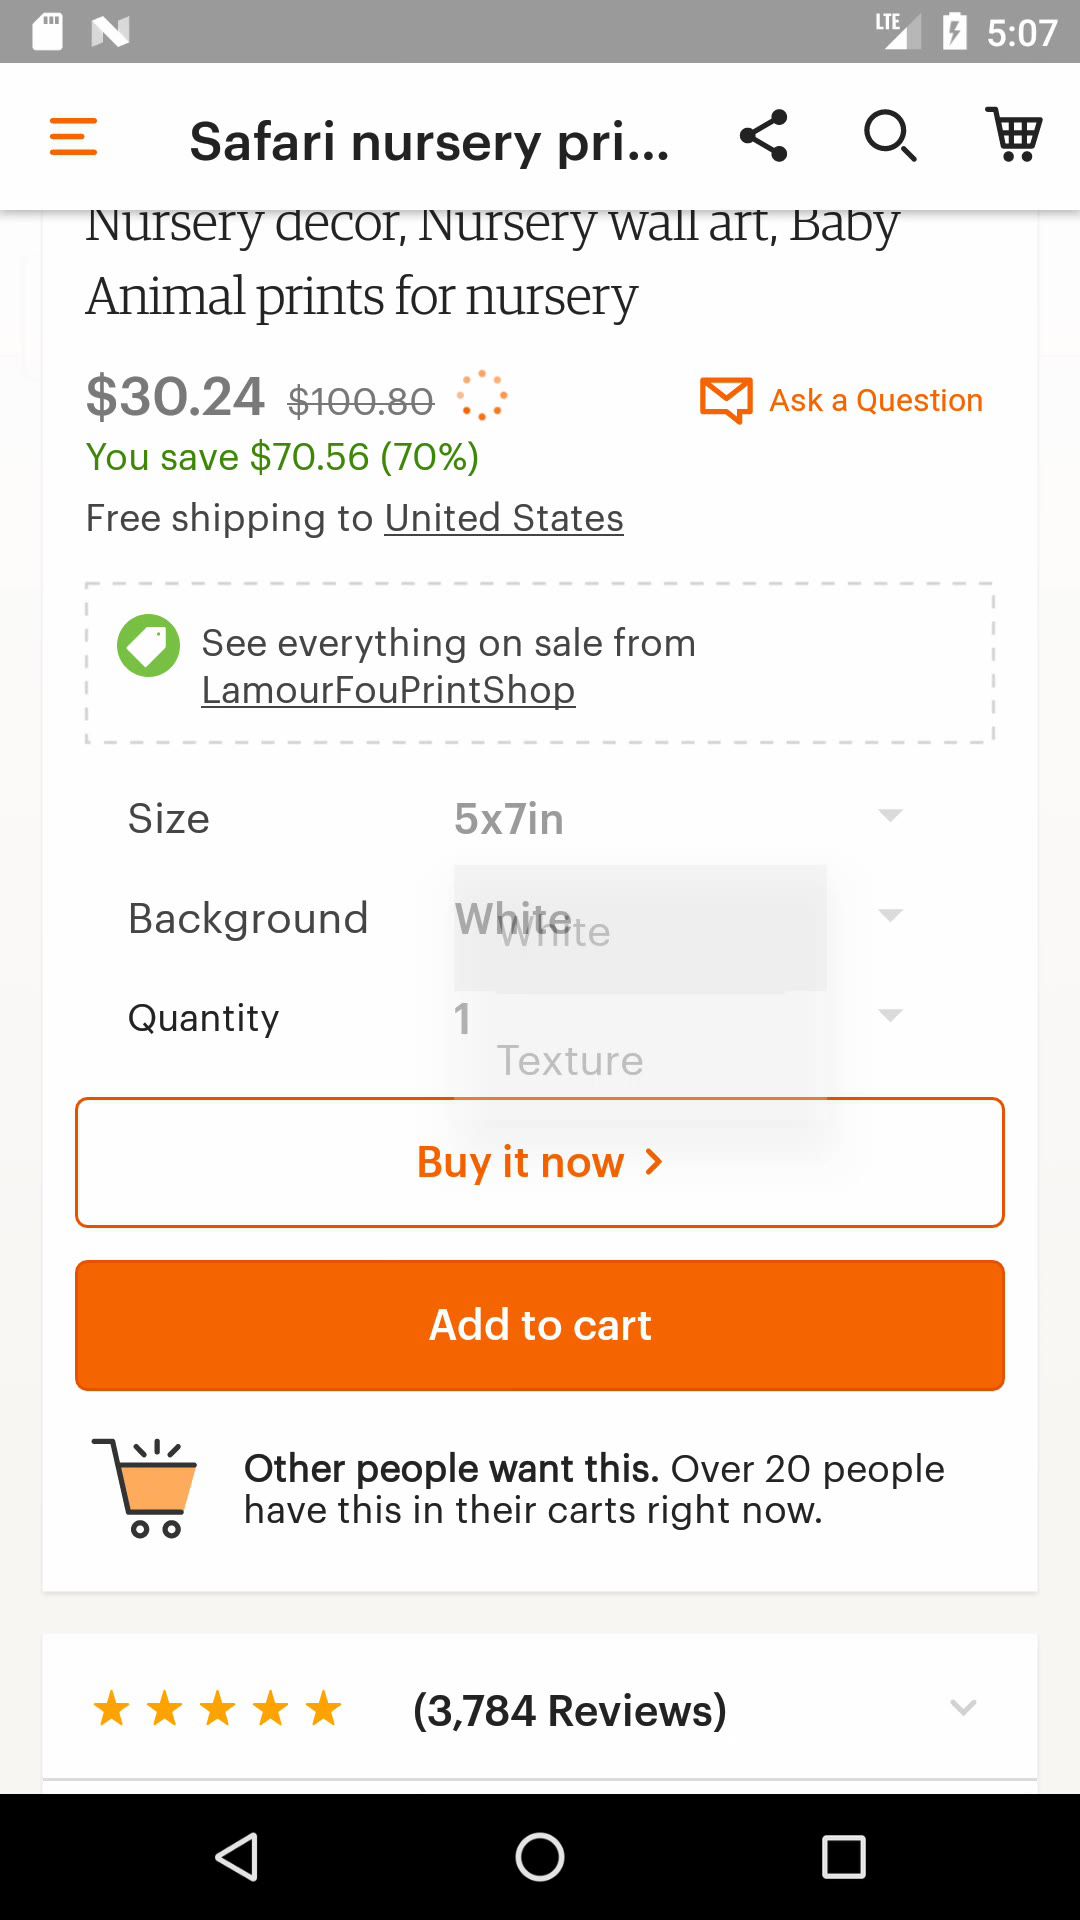 LTE 5:07
Safari nursery pri...
Nursery decor, Nursery wall art, Baby
Animal prints for nursery
$30.24 $100.80 Ask a Question
You save $70.56 (70%)
Free shipping to United States
See everything on sale from
LamourFouPrintShop
Size 5x7in
Background White
White
Quantity 1
Texture
Buy it now
Add to cart
Other people want this. Over 20 people
have this in their carts right now.
(3,784 Reviews)